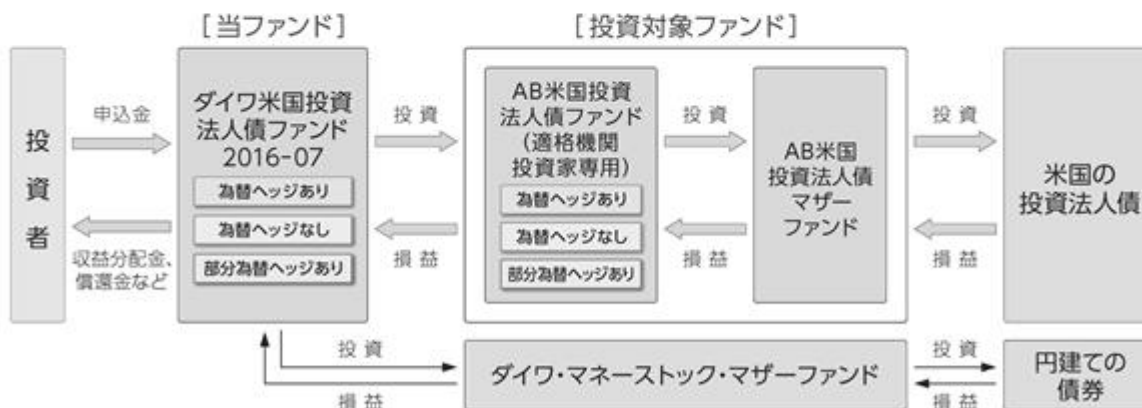 [当ファンド]
[投資対象ファンド]
投資者
申込金
収益分配金、
償還金など
ダイワ米国投資
法人債ファンド
2016-07
為替ヘッジあり
為替ヘッジなし
部分為替ヘッジあり
投資
損益
AB米国投資
法人債ファンド
(適格機関
投資家専用)
為替ヘッジあり
為替ヘッジなし
部分為替ヘッジあり
投資
損益
AB米国
投資法人債
マザー
ファンド
投資
損益
米国の
投資法人債
投資
損益
ダイワ・マネーストック・マザーファンド
投資
損益
円建ての
債券